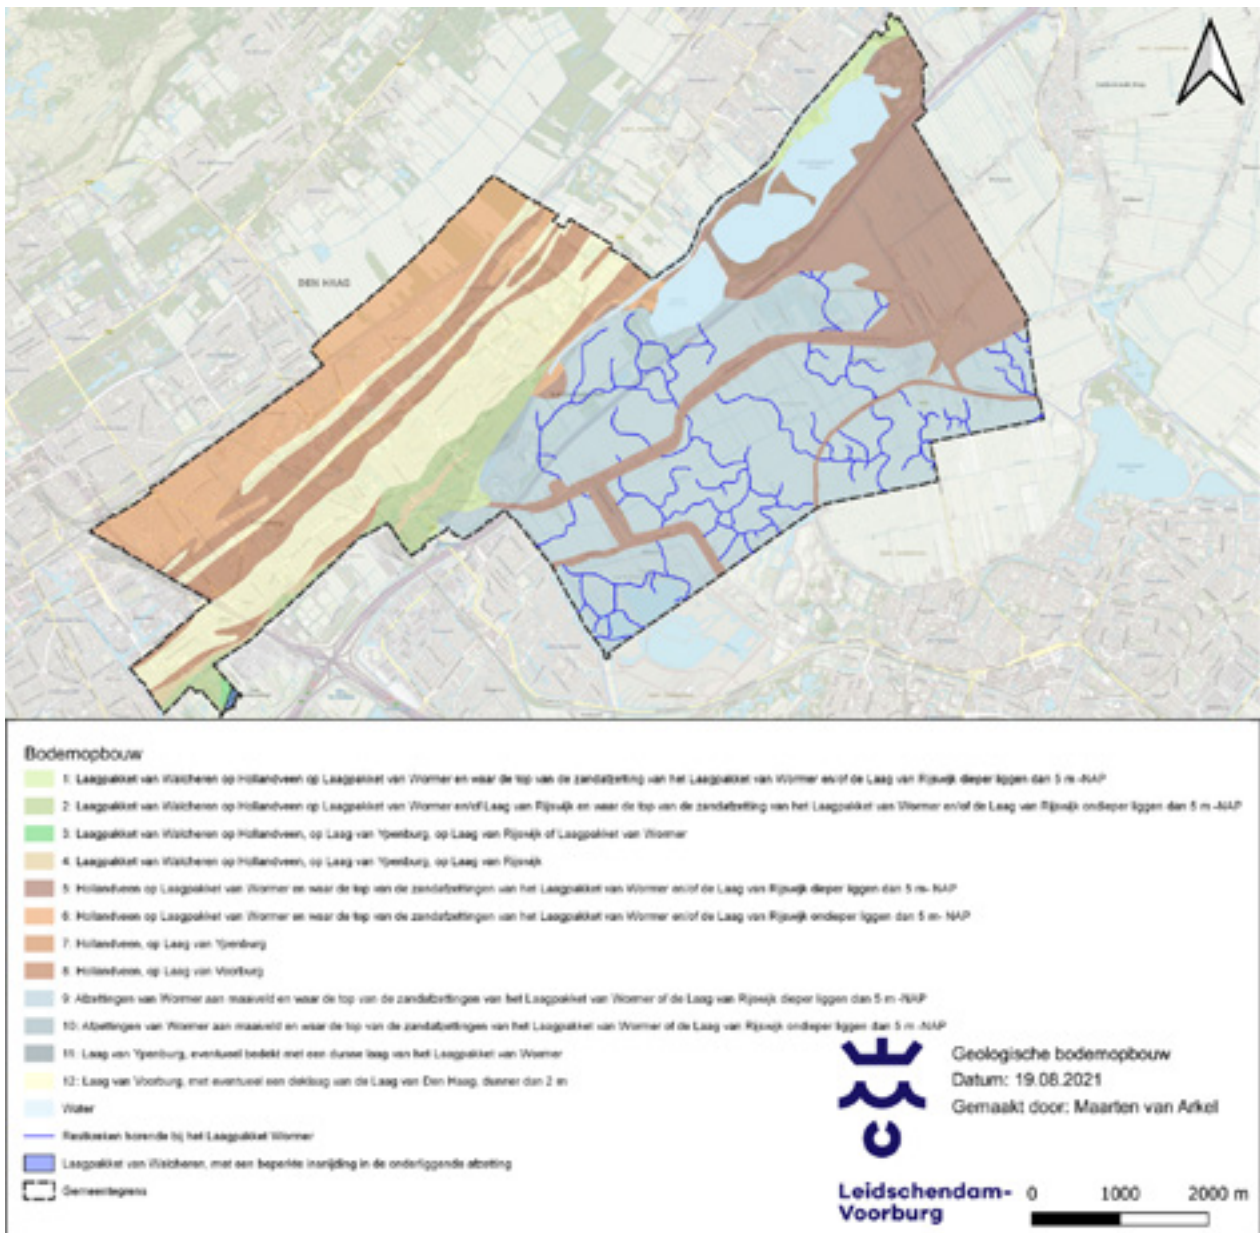 DEN HAAG
Bodemopbouw
1: Laagpakket van Walcheren op Hollandveen op Laagpakket van Wormer en waar de top van de zandafzetting van het Laagpakket van Wormer en/of de Laag van Rijswijk dieper liggen dan 5 m -NAP
2: Laagpakket van Walcheren op Hollandveen op Laagpakket van Wormer en/of Laag van Rijswijk en waar de top van de zandafzetting van het Laagpakket van Wormer en/of de Laag van Rijswijk ondieper liggen dan 5 m -NAP
3: Laagpakket van Walcheren op Hollandveen, op Laag van Ypenburg, op Laag van Rijswijk of Laagpakket van Wormer
4: Laagpakket van Walcheren op Hollandveen, op Laag van Ypenburg, op Laag van Rijswijk
5: Hollandveen op Laagpakket van Wormer en waar de top van de zandafzettingen van het Laagpakket van Wormer en/of de Laag van Rijswijk dieper liggen dan 5 m- NAP
6: Hollandveen op Laagpakket van Wormer en waar de top van de zandafzettingen van het Laagpakket van Wormer en/of de Laag van Rijswijk ondieper liggen dan 5 m- NAP
7: Hollandveen, op Laag van Ypenburg
8: Hollandveen, op Laag van Voorburg
9: Afzettingen van Wormer aan maaiveld en waar de top van de zandafzettingen van het Laagpakket van Wormer of de Laag van Rijswijk dieper liggen dan 5 m -NAP
10: Afzettingen van Wormer aan maaiveld en waar de top van de zandafzettingen van het Laagpakket van Wormer of de Laag van Rijswijk ondieper liggen dan 5 m -NAP
11: Laag van Ypenburg, eventueel bedekt met een dunne laag van het Laagpakket van Wormer
12: Laag van Voorburg, met eventueel een deklaag van de Laag van Den Haag, dunner dan 2 m
Water
Restkreken horende bij het Laagpakket Wormer
Laagpakket van Walcheren, met een beperkte insnijding in de onderliggende afzetting
Gemeentegrens
Geologische bodemopbouw
Datum: 19.08.2021
Gemaakt door: Maarten van Arkel
Leidschendam-
Voorburg
0 1000 2000 m